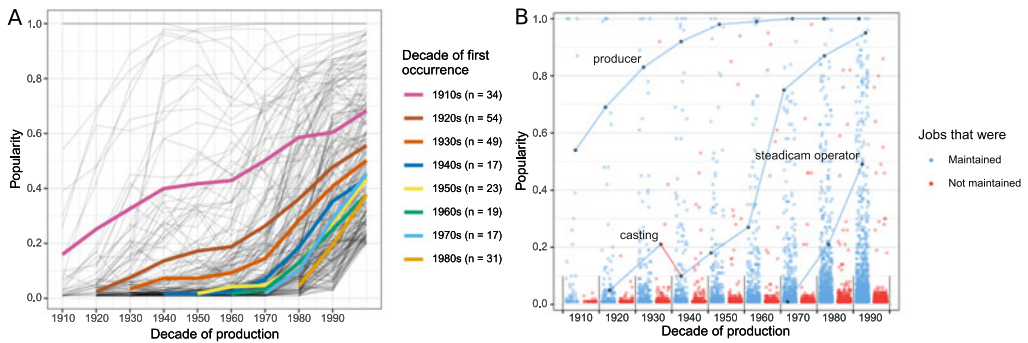 A
1,0
0,8
0,6
0,4
0,2
0,0
Popularity
1910 1920 1930 1940 1950 1960 1970 1980 1990
Decade of production
Decade of first
occurrence
1910s (n = 34)
1920s (n = 54)
1930s (n = 49)
1940s (n = 17)
1950s (n = 23)
1960s (n = 19)
1970s (n = 17)
1980s (n = 31)
B
1,0
0,8
0,6
0,4
0,2
0,0
Popularity
producer
steadicam operator
casting
1910 1920 1930 1940 1950 1960 1970 1980 1990
Decade of production
Jobs that were
Maintained
Not maintained